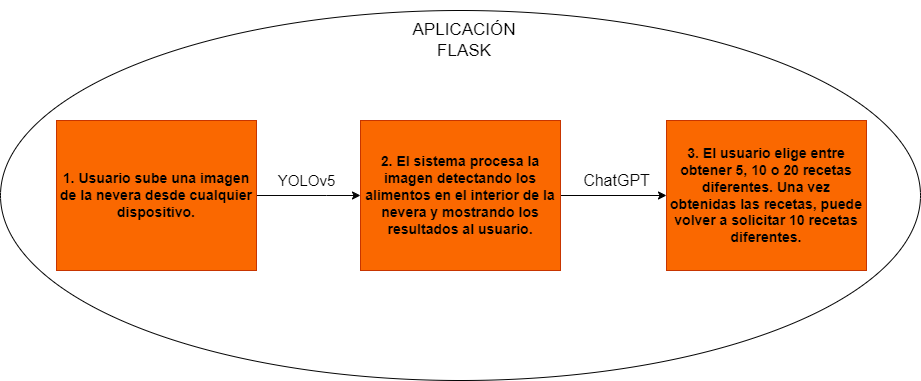 APLICACIÓN
FLASK
1. Usuario sube una imagen
de la nevera desde cualquier
dispositivo.
YOLOv5
2. El sistema procesa la
imagen detectando los
alimentos en el interior de la
nevera y mostrando los
resultados al usuario.
ChatGPT
3. El usuario elige entre
obtener 5, 10 o 20 recetas
diferentes. Una vez
obtenidas las recetas, puede
volver a solicitar 10 recetas
diferentes.